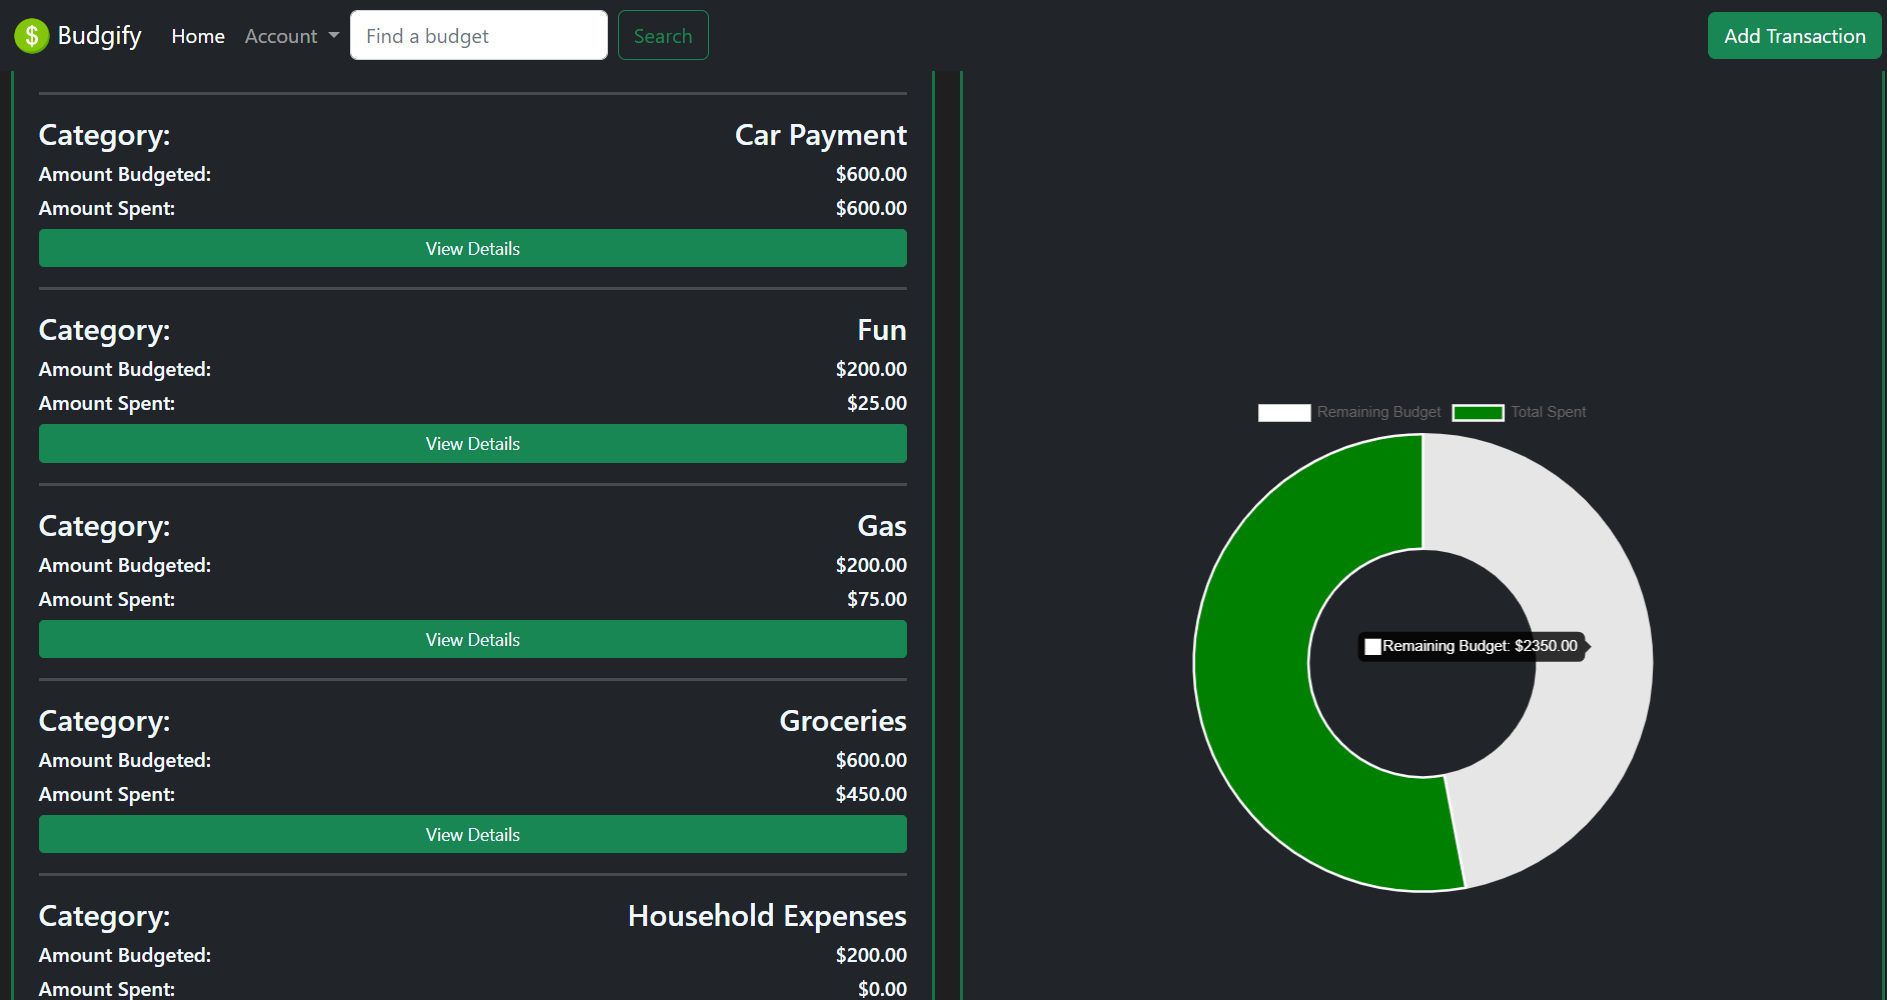 $ Budgify Home Account Find a budget Search Add Transaction
Category: Car Payment
Amount Budgeted: $600.00
Amount Spent: $600.00
View Details
Category: Fun
Amount Budgeted: $200.00
Amount Spent: $25.00
View Details
Category: Gas
Amount Budgeted: $200.00
Amount Spent: $75.00
View Details
Category: Groceries
Amount Budgeted: $600.00
Amount Spent: $450.00
View Details
Category: Household Expenses
Amount Budgeted: $200.00
Amount Spent: $0.00
Remaining Budget Total Spent
Remaining Budget: $2350.00